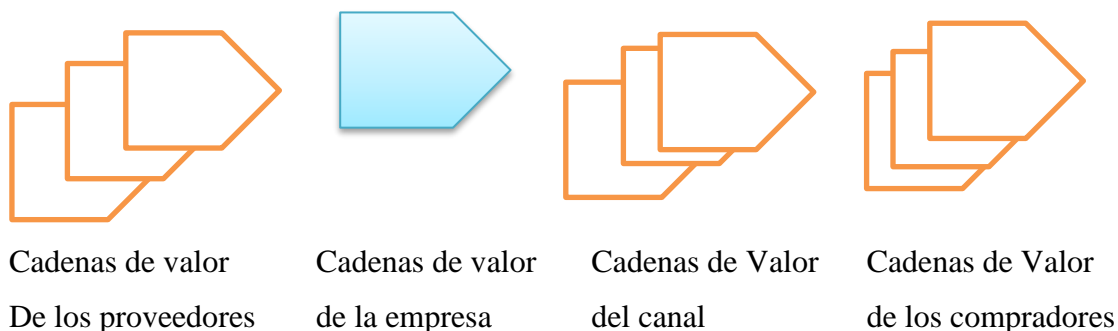 Cadenas de valor
De los proveedores
Cadenas de valor
de la empresa
Cadenas de Valor
del canal
Cadenas de Valor
de los compradores